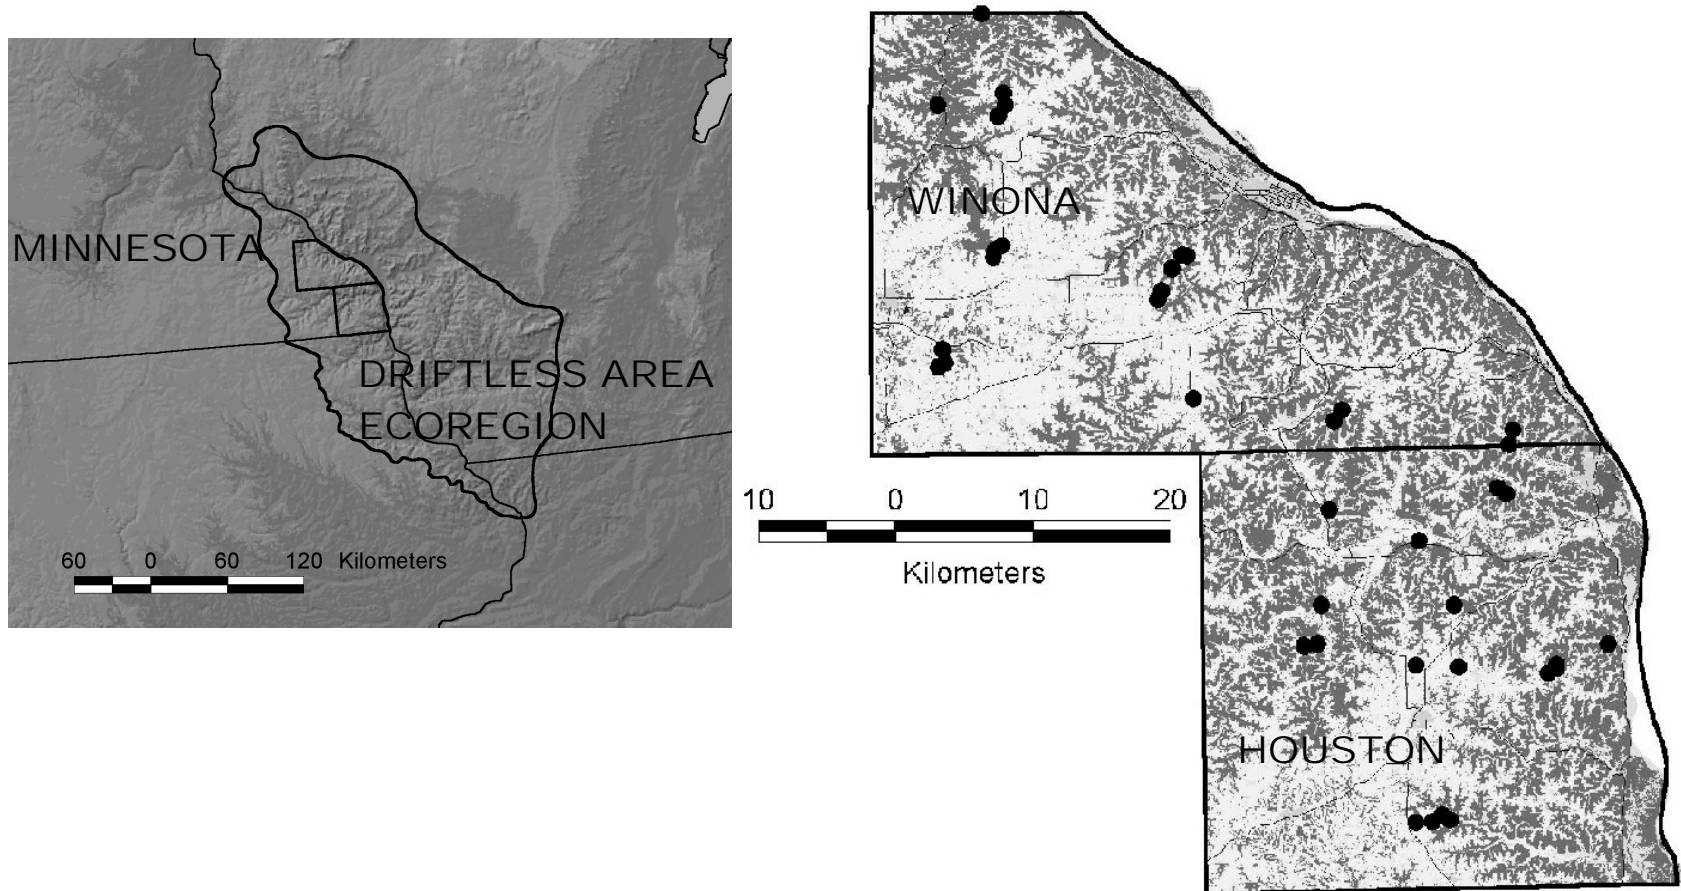 MINNESOTA
DRIFTLESS AREA
ECOREGION
60 0 60 120 Kilometers
WINONA
10 0 10 20
Kilometers
HOUSTON